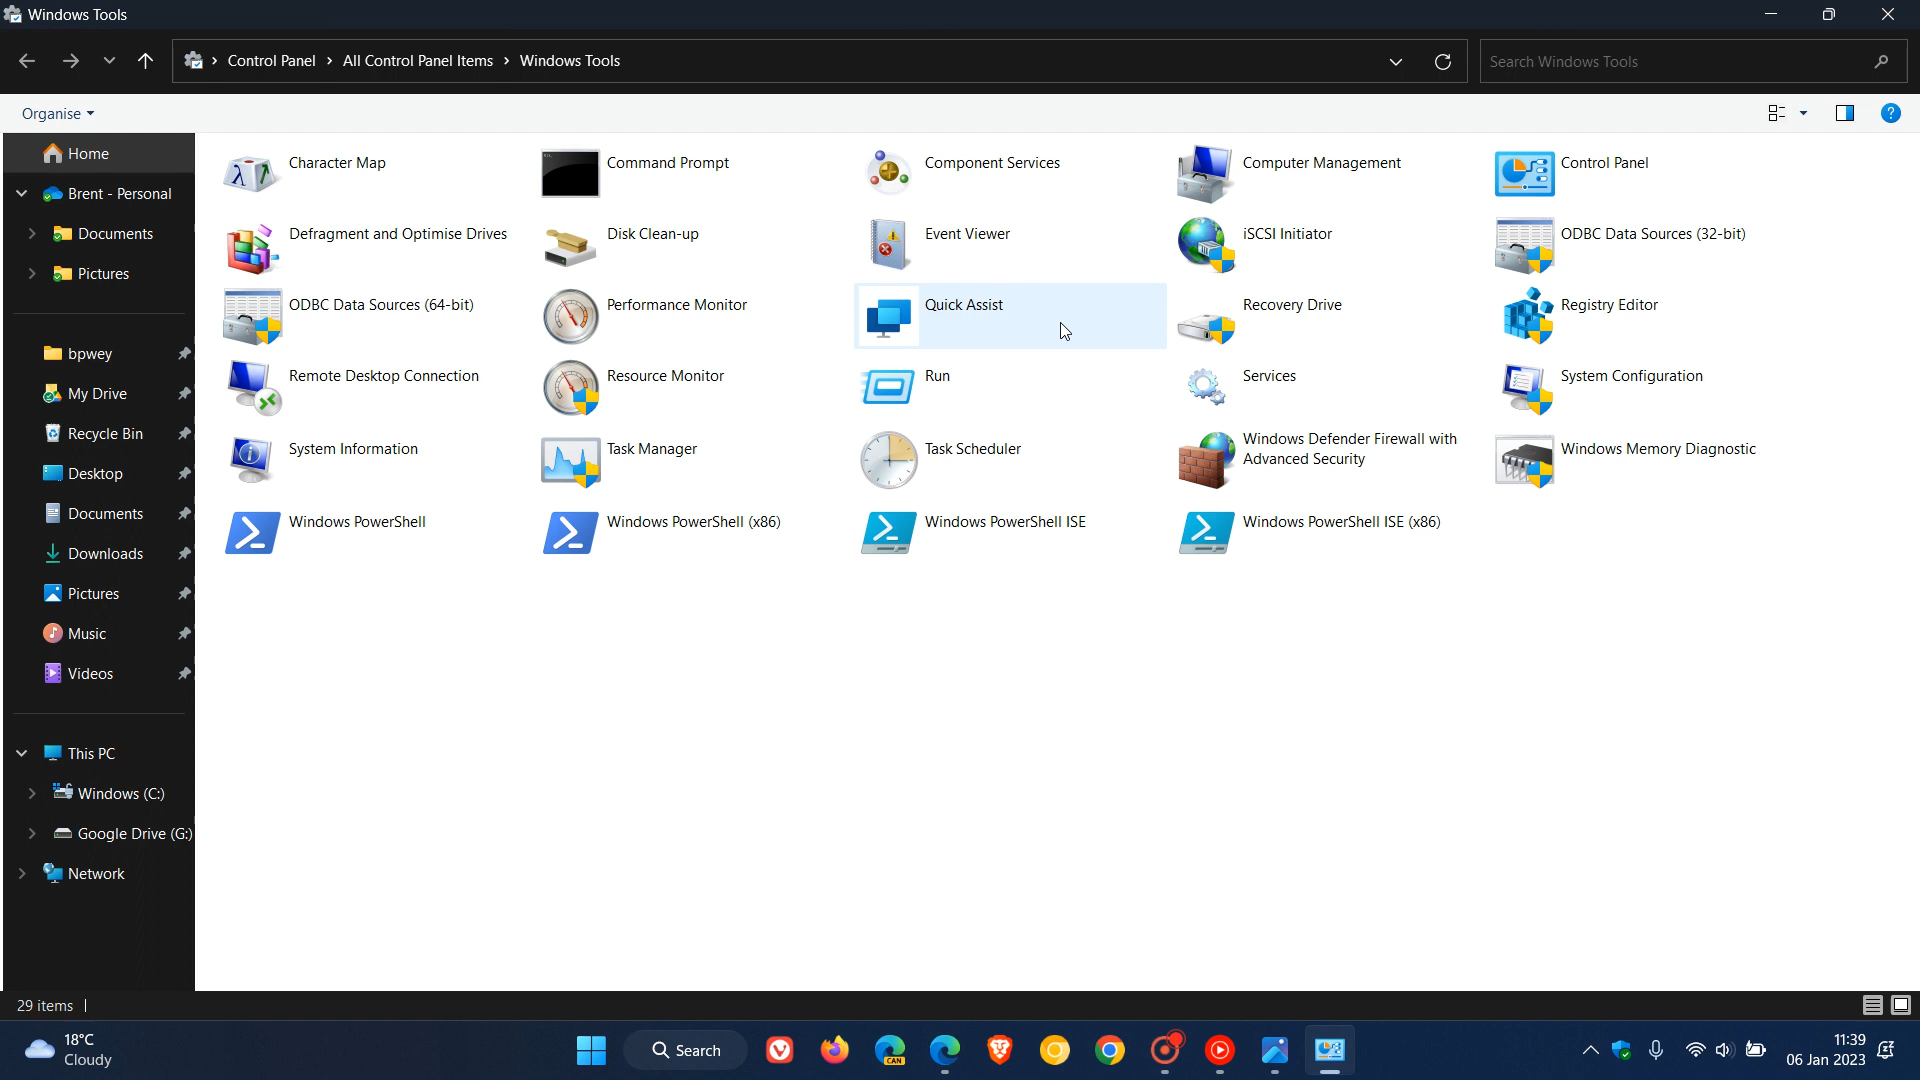 Windows Tools
Control Panel > All Control Panel Items > Windows Tools
Search Windows Tools
Organise
Home
Brent - Personal
Documents
Pictures
bpwey
My Drive
Recycle Bin
Desktop
Documents
Downloads
Pictures
Music
Videos
This PC
Windows (C:)
Google Drive (G:)
Network
Character Map
Command Prompt
Component Services
Computer Management
Control Panel
Defragment and Optimise Drives
Disk Clean-up
Event Viewer
iSCSI Initiator
ODBC Data Sources (32-bit)
ODBC Data Sources (64-bit)
Performance Monitor
Quick Assist
Recovery Drive
Registry Editor
Remote Desktop Connection
Resource Monitor
Run
Services
System Configuration
System Information
Task Manager
Task Scheduler
Windows Defender Firewall with
Advanced Security
Windows Memory Diagnostic
Windows PowerShell
Windows PowerShell (x86)
Windows PowerShell ISE
Windows PowerShell ISE (x86)
29 items
18°C
Cloudy
Search
CAN
11:39
06 Jan 2023